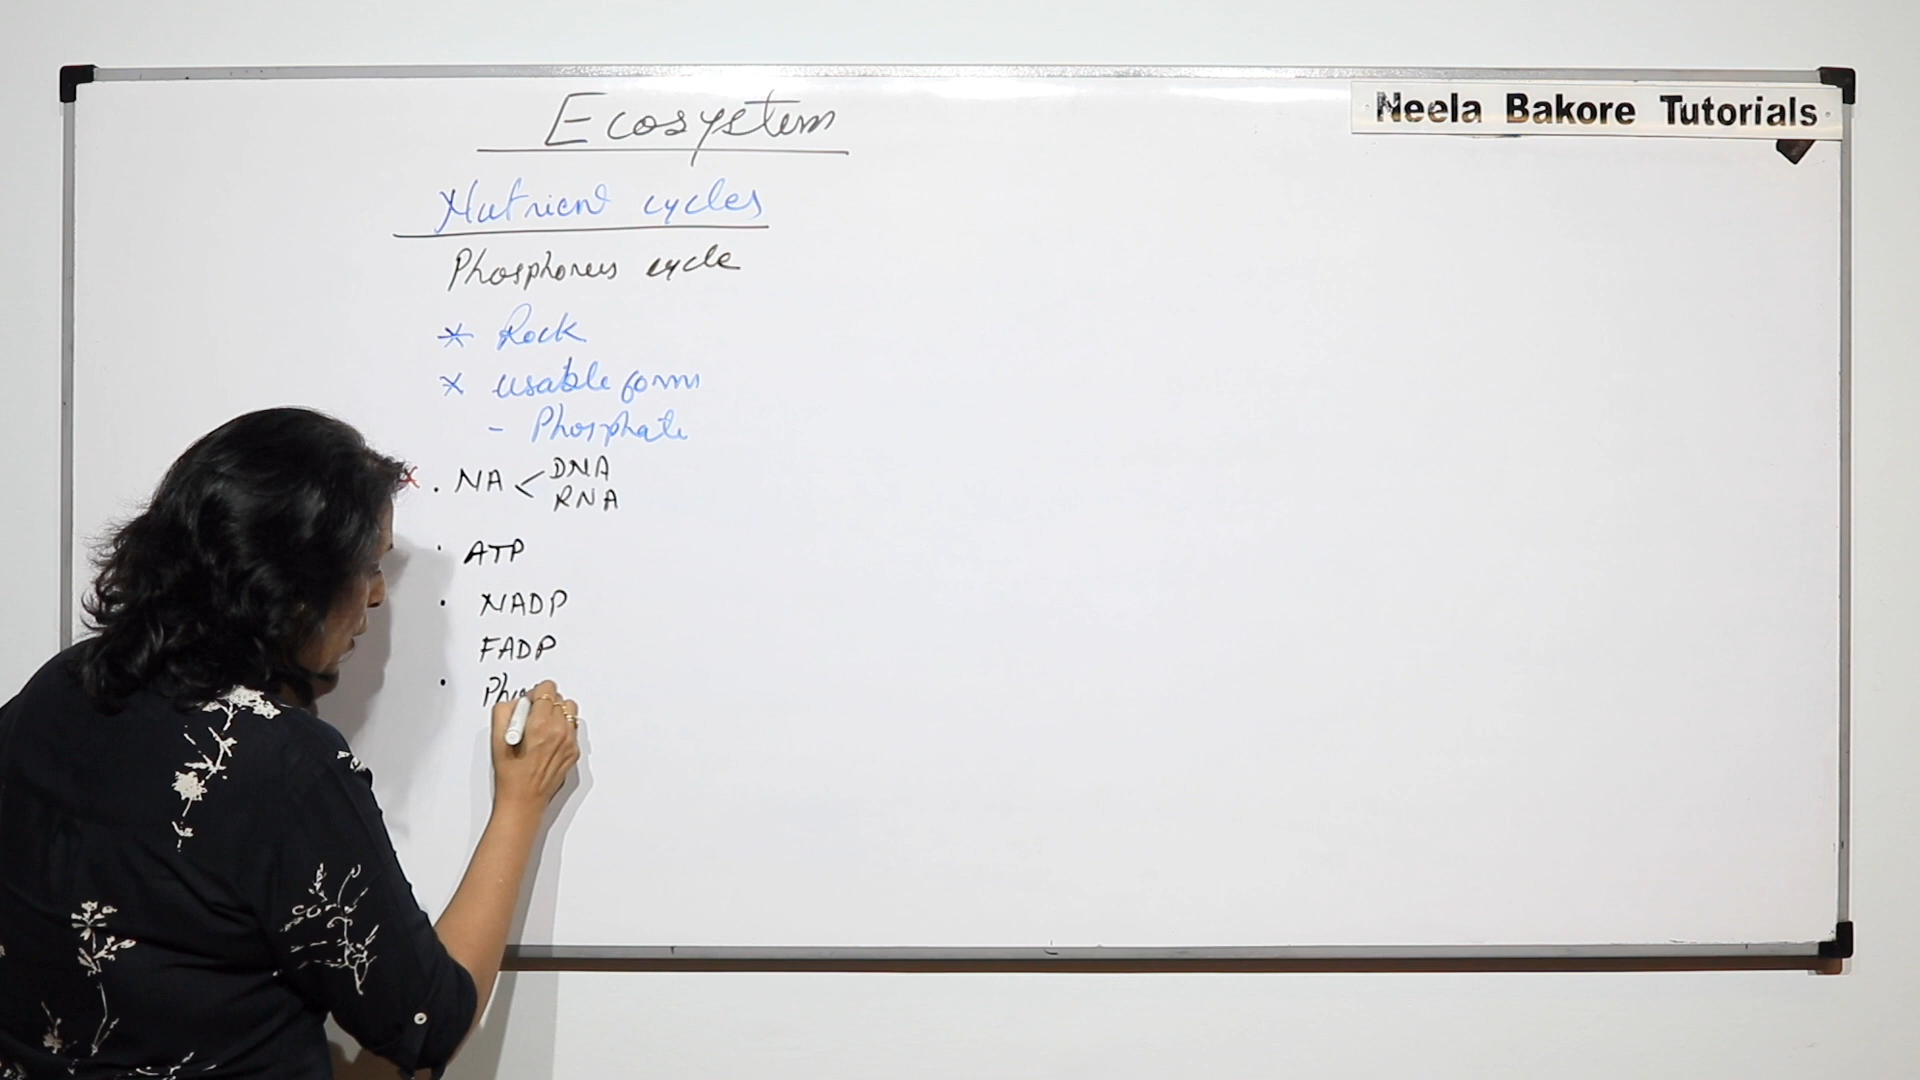 Ecosystem
Neela Bakore Tutorials
Nutrient cycles
Phosphorus cycle
* Rock
* usable form
- Phosphate
* . NA < DNA
RNA
. ATP
. NADP
FADP
.